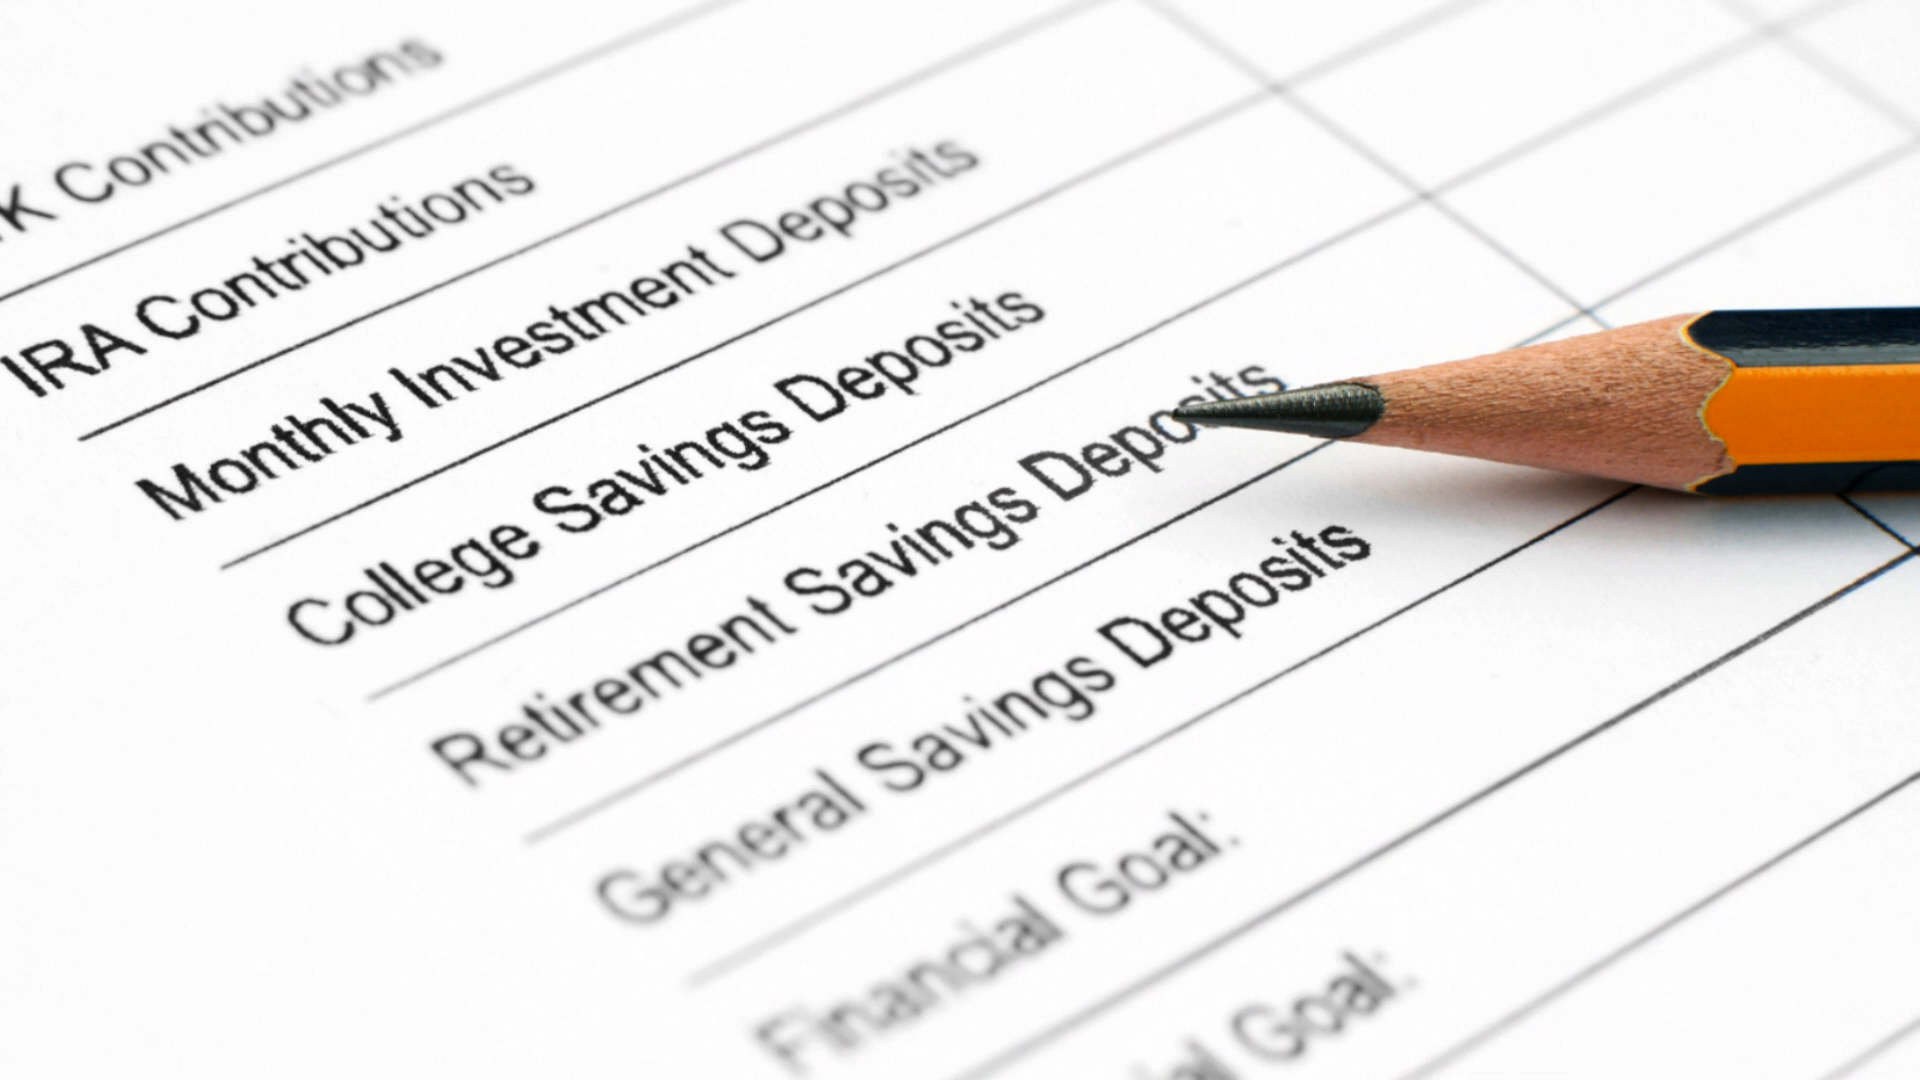 K Contributions
IRA Contributions
Monthly Investment Deposits
College Savings Deposits
Retirement Savings Deposits
General Savings Deposits
Financial Goal:
Goal: